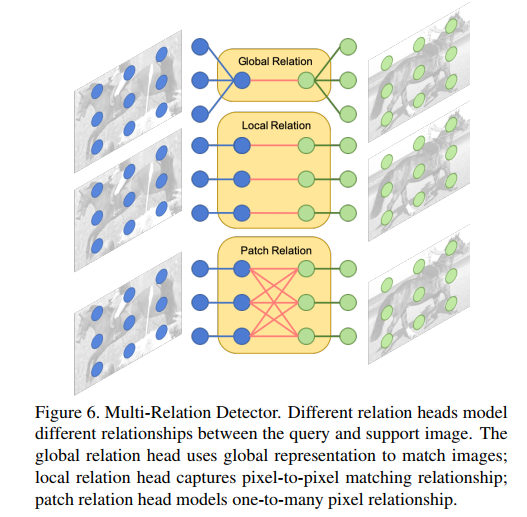 Global Relation
Local Relation
Patch Relation
Figure 6. Multi-Relation Detector. Different relation heads model
different relationships between the query and support image. The
global relation head uses global representation to match images;
local relation head captures pixel-to-pixel matching relationship;
patch relation head models one-to-many pixel relationship.